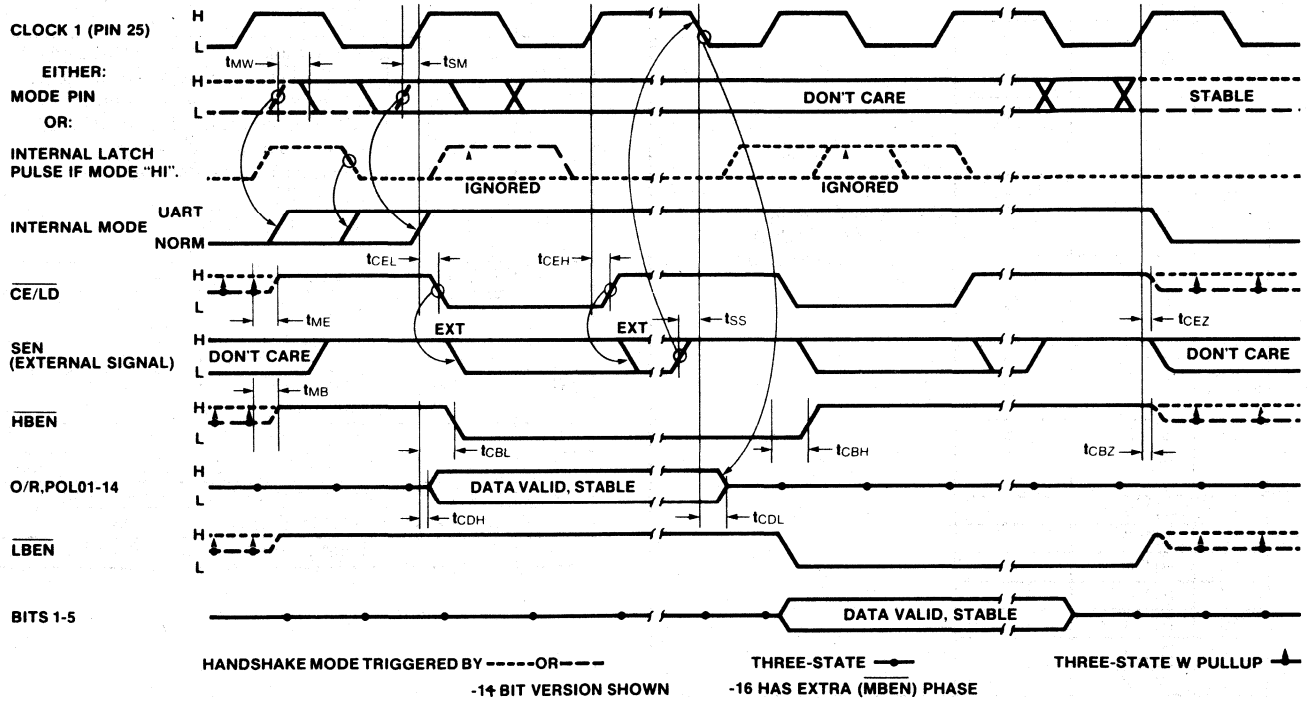 H
CLOCK 1 (PIN 25)
L
EITHER:
tMW
tSM
H
MODE PIN
DON'T CARE
STABLE
L
OR:
INTERNAL LATCH
PULSE IF MODE "HI".
IGNORED
IGNORED
UART
INTERNAL MODE
NORM
tCEL
tCEH
H
CE/LD
L
tME
EXT
EXT
tSS
tCEZ
H
SEN
(EXTERNAL SIGNAL)
DON'T CARE
DON'T CARE
L
tMB
H
HBEN
L
tCBL
tCBH
tCBZ
H
O/R,POL01-14
DATA VALID, STABLE
L
tCDH
tCDL
H
LBEN
L
BITS 1-5
DATA VALID, STABLE
HANDSHAKE MODE TRIGGERED BY -----OR— — —
THREE-STATE
THREE-STATE W PULLUP
-14 BIT VERSION SHOWN
-16 HAS EXTRA (MBEN) PHASE